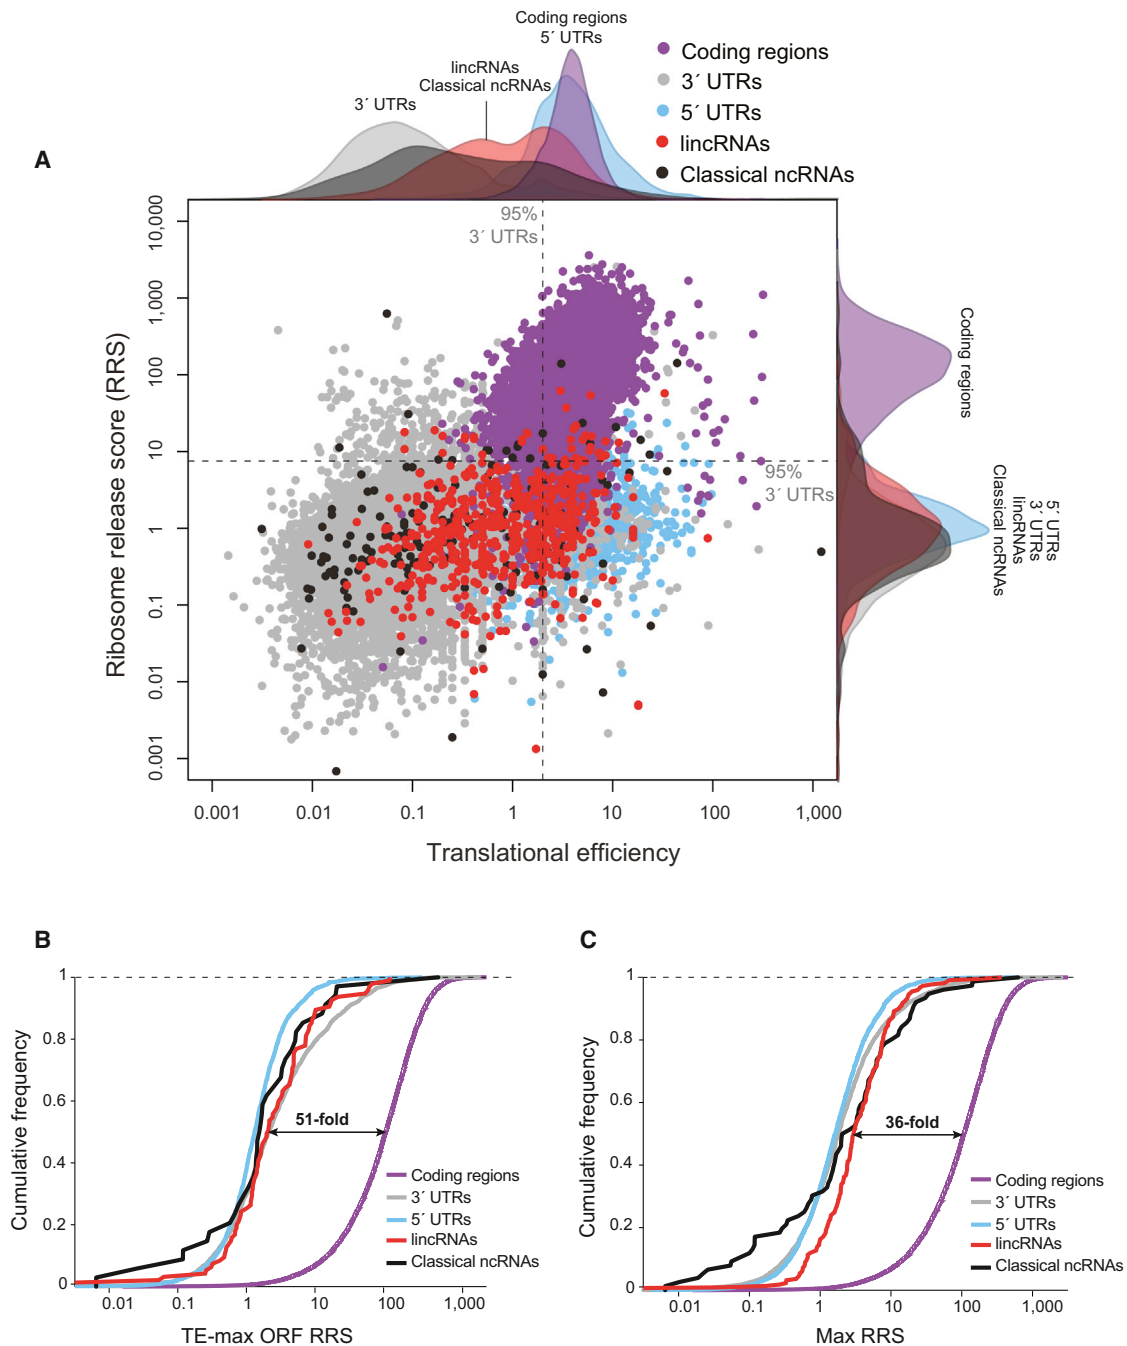 Coding regions
5´ UTRs
lincRNAs
Classical ncRNAs
3´ UTRs
Coding regions
3´ UTRs
5´ UTRs
lincRNAs
Classical ncRNAs
A
95%
3´ UTRs
95%
3´ UTRs
Ribosome release score (RRS)
10,000
1,000
100
10
1
0.1
0.01
0.001
0.001
0.01
0.1
1
10
100
1,000
Translational efficiency
Coding regions
5´ UTRs
3´ UTRs
lincRNAs
Classical ncRNAs
B
Cumulative frequency
1
0.8
0.6
0.4
0.2
0
51-fold
Coding regions
3´ UTRs
5´ UTRs
lincRNAs
Classical ncRNAs
0.01
0.1
1
10
100
1,000
TE-max ORF RRS
C
Cumulative frequency
1
0.8
0.6
0.4
0.2
0
36-fold
Coding regions
3´ UTRs
5´ UTRs
lincRNAs
Classical ncRNAs
0.01
0.1
1
10
100
1,000
Max RRS